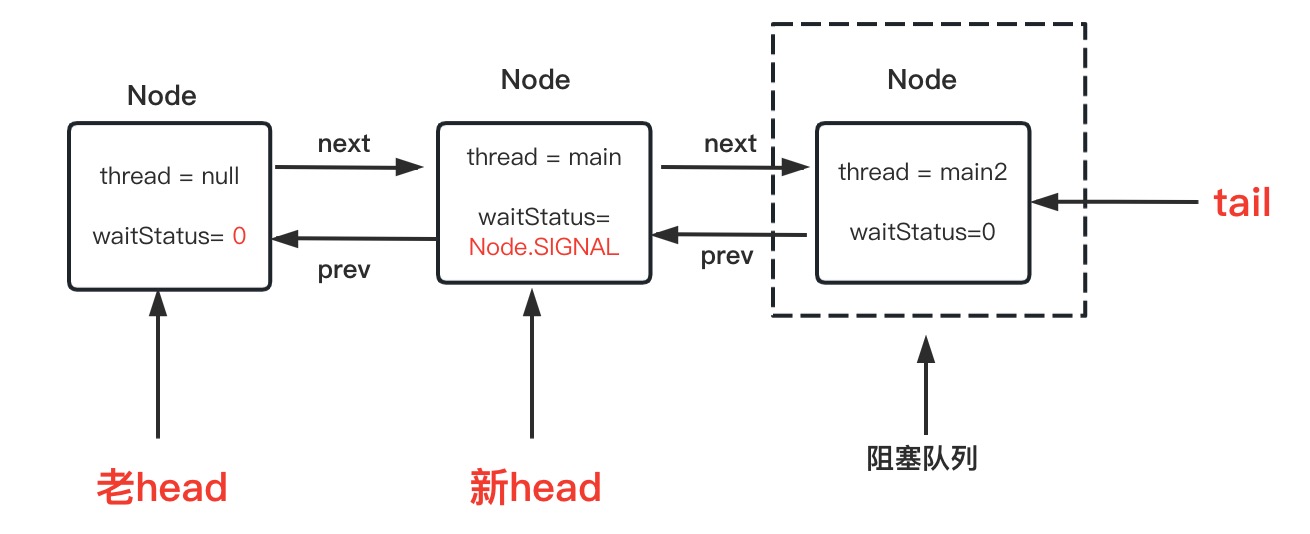 Node
thread = null
waitStatus= 0
next
prev
Node
thread = main
waitStatus=
Node.SIGNAL
next
prev
Node
thread = main2
waitStatus=0
tail
老head
新head
阻塞队列